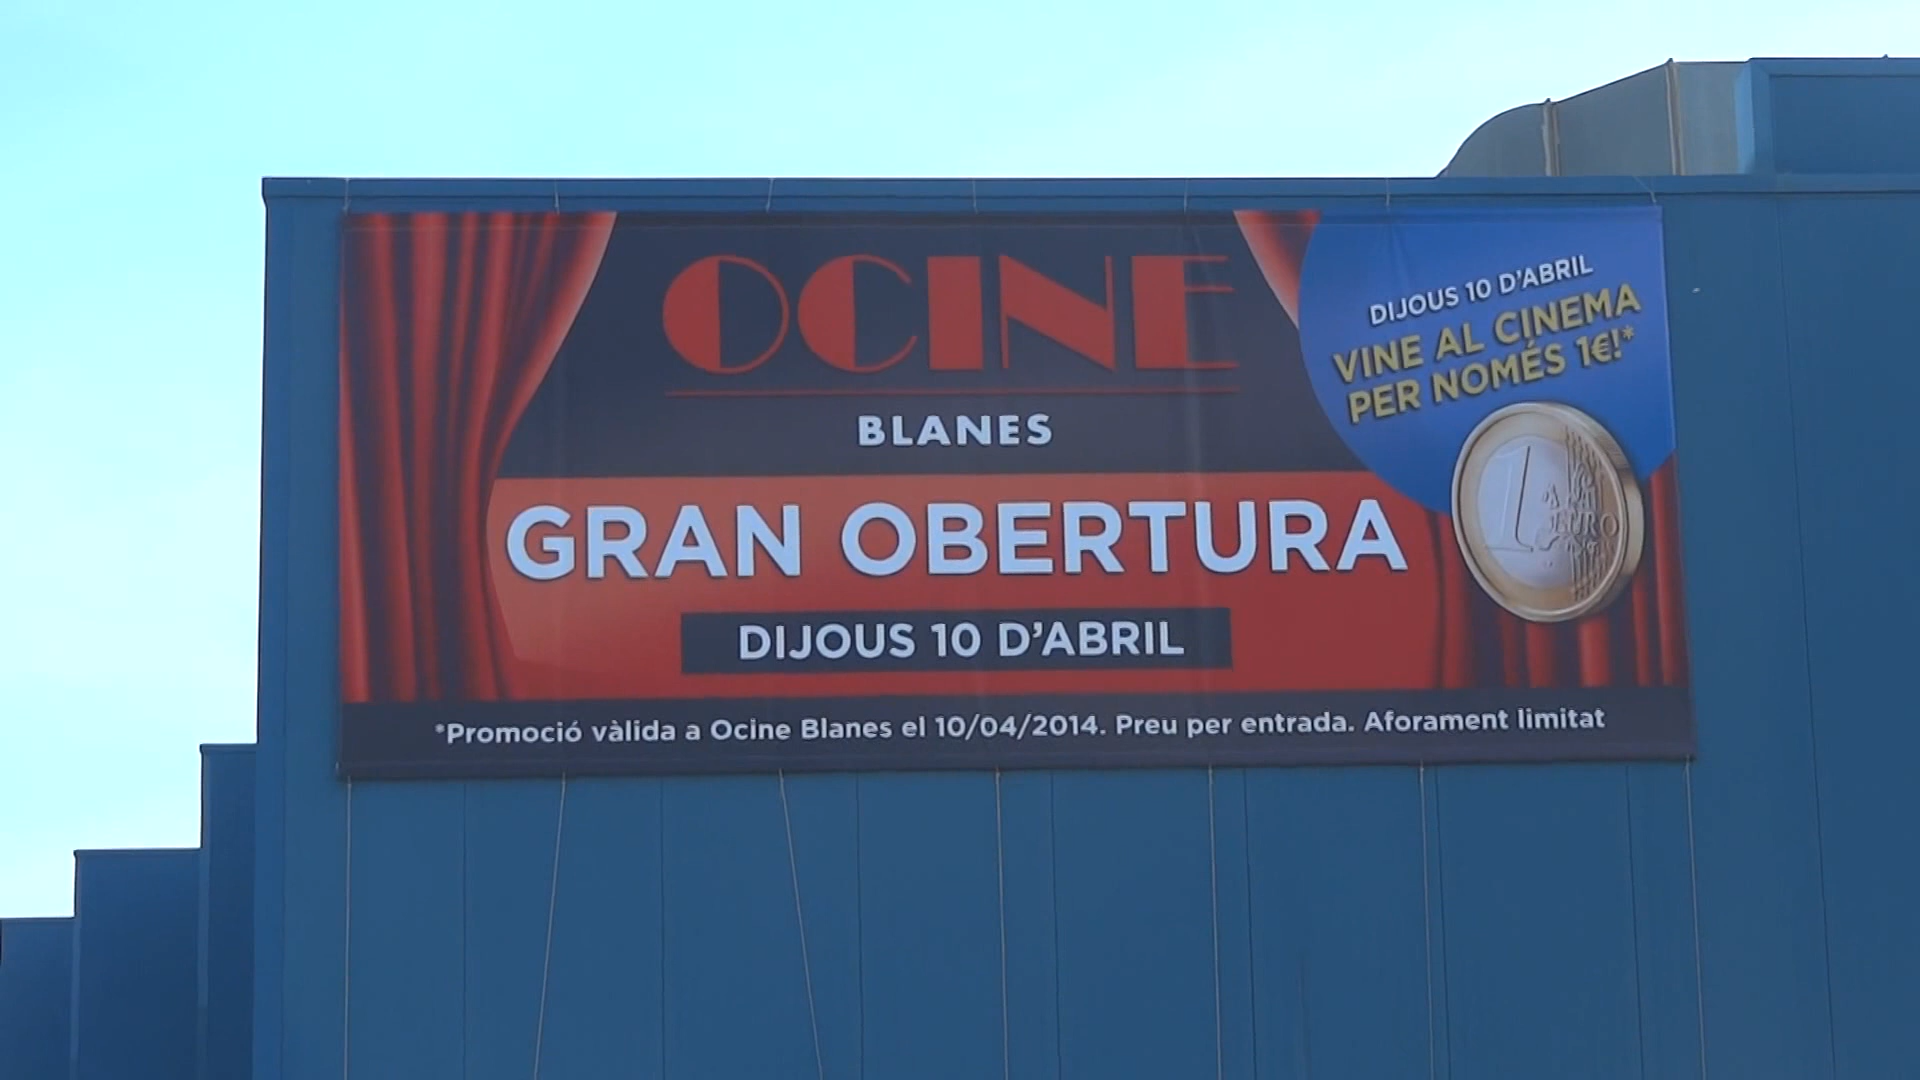 OCINE
BLANES
GRAN OBERTURA
DIJOUS 10 D'ABRIL
DIJOUS 10 D'ABRIL
VINE AL CINEMA
PER NOMÉS 1€!*
1 EURO
*Promoció vàlida a Ocine Blanes el 10/04/2014. Preu per entrada. Aforament limitat